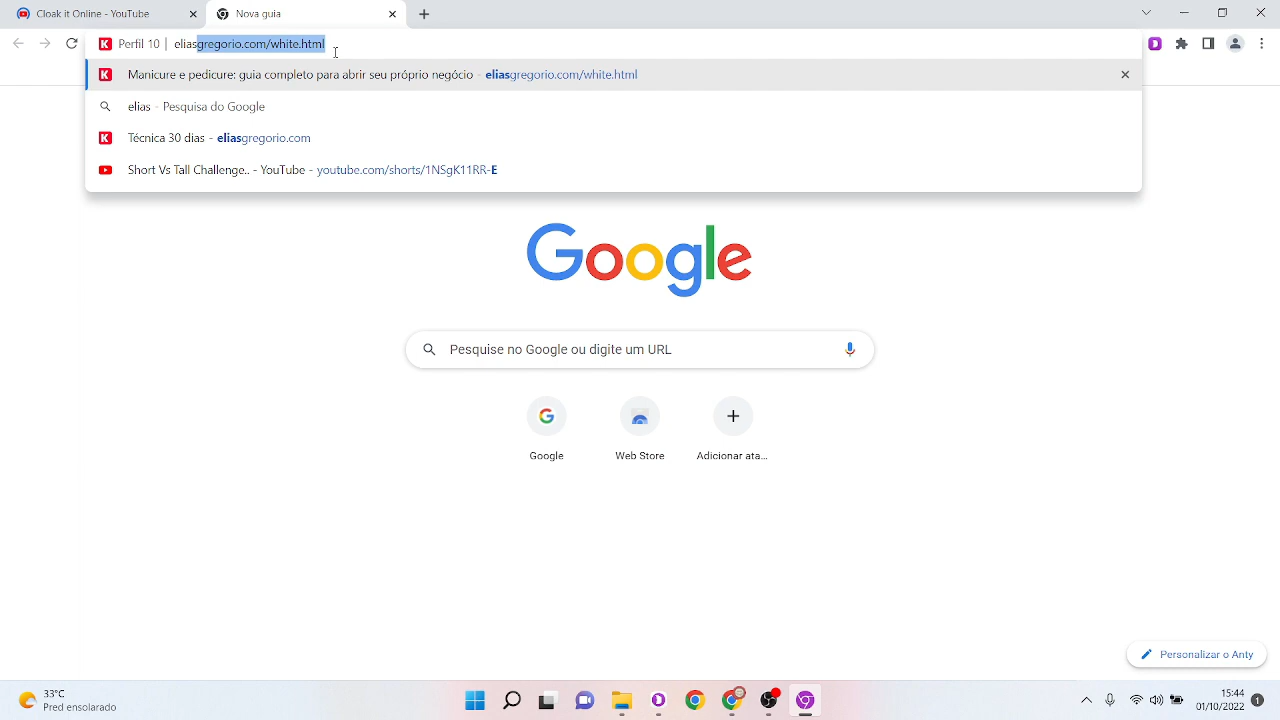 Cloak it Online - YouTube
Nova guia
Perfil 10 | eliasgregorio.com/white.html
Manicure e pedicure: guia completo para abrir seu próprio negócio - eliasgregorio.com/white.html
elias - Pesquisa do Google
Técnica 30 dias - eliasgregorio.com
Short Vs Tall Challenge.. - YouTube - youtube.com/shorts/1NSgK11RR-E
Google
Pesquise no Google ou digite um URL
Google
Web Store
Adicionar ata...
Personalizar o Anty
33°C
Pred ensolarado
15:44
01/10/2022
1